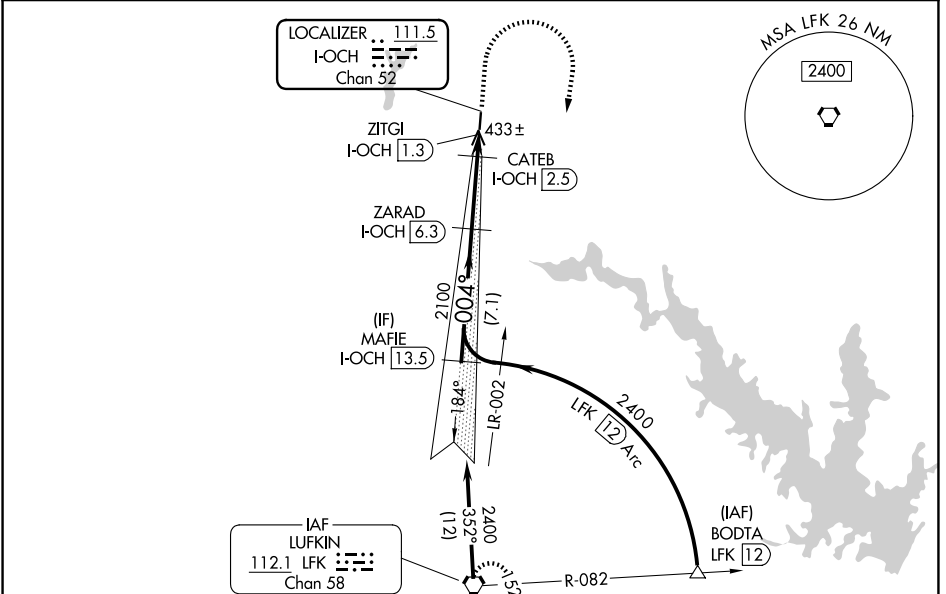 LOCALIZER 111.5
I-OCH
Chan 52
MSA LFK 26 NM
2400
ZITGI
I-OCH 1.3
433±
CATEB
I-OCH 2.5
ZARAD
I-OCH 6.3
2100
004°
(7.1)
(IF)
MAFIE
I-OCH 13.5
184°
LR-002
2400
LFK 12 Arc
2400
352°
(12)
IAF
LUFKIN
112.1 LFK
Chan 58
R-082
(IAF)
BODTA
LFK 12